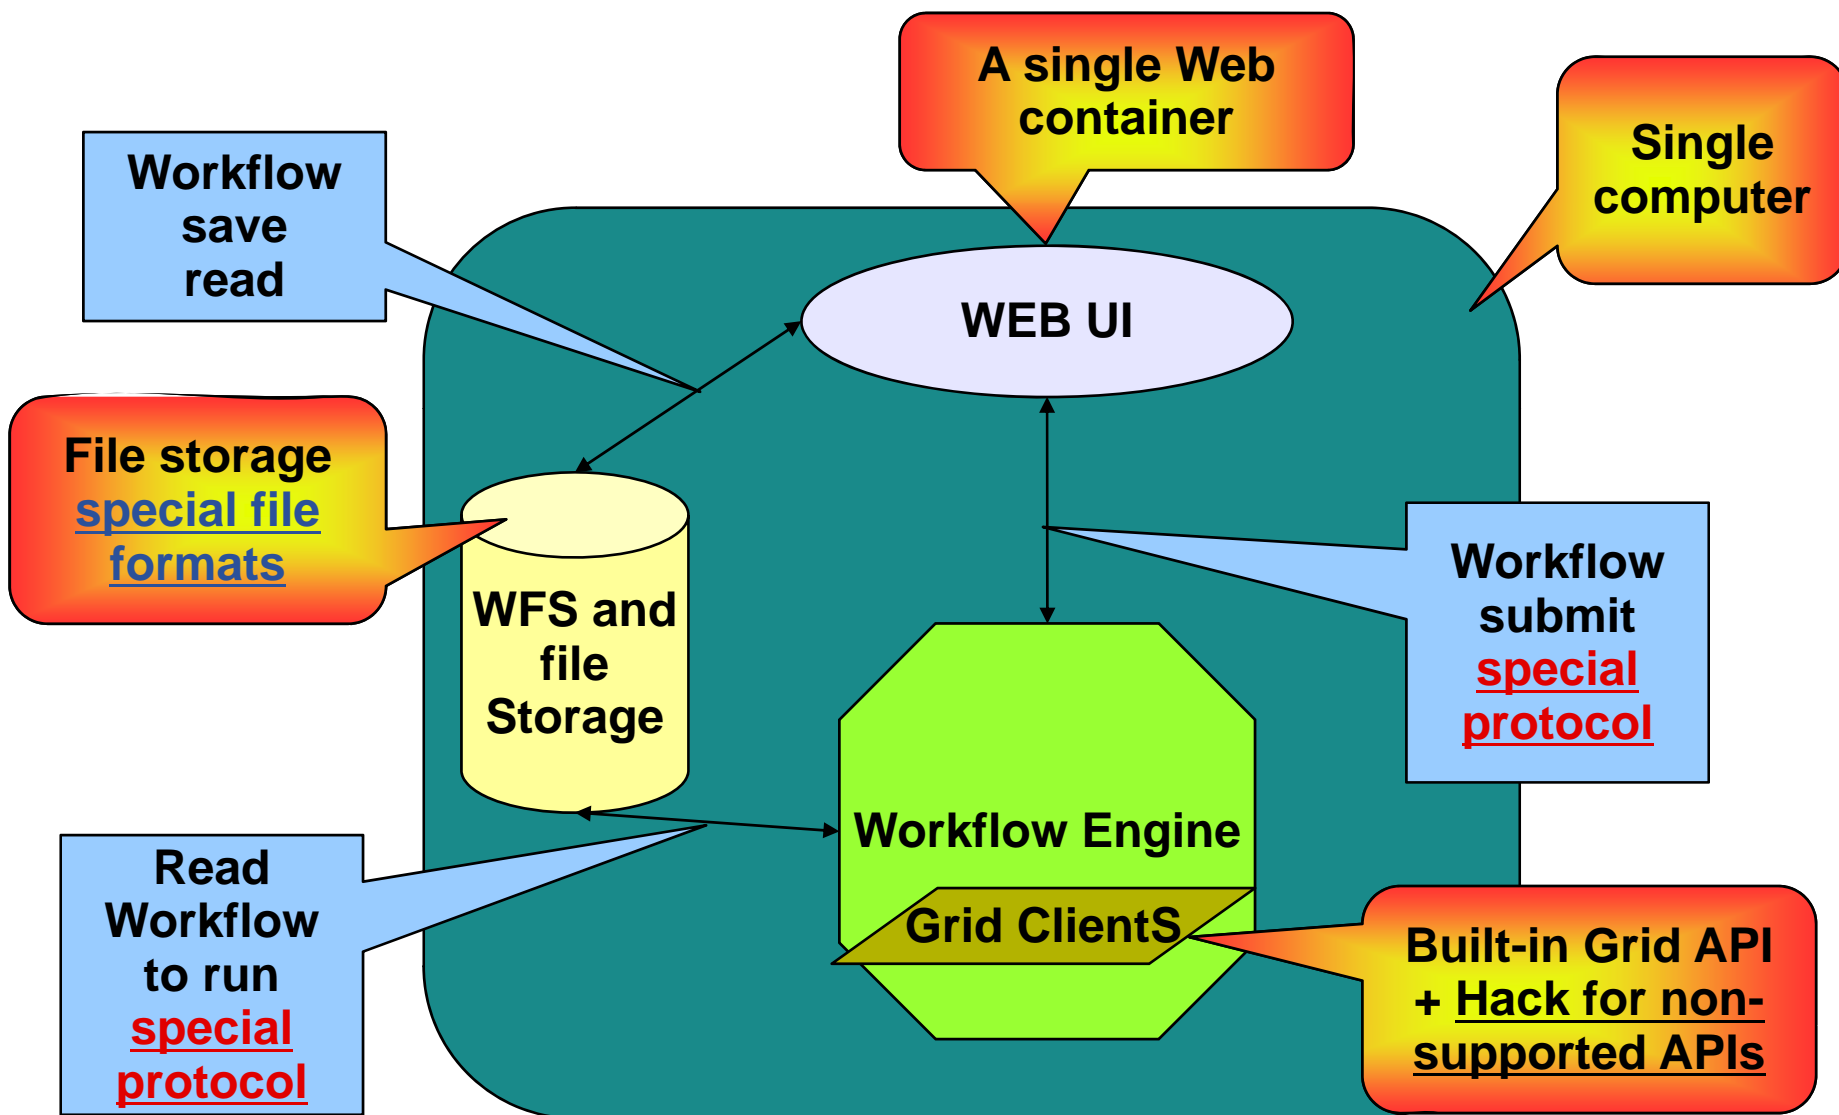 A single Web
container
Single
computer
Workflow
save
read
WEB UI
File storage
special file
formats
WFS and
file
Storage
Workflow
submit
special
protocol
Workflow Engine
Grid ClientS
Read
Workflow
to run
special
protocol
Built-in Grid API
+ Hack for non-
supported APIs